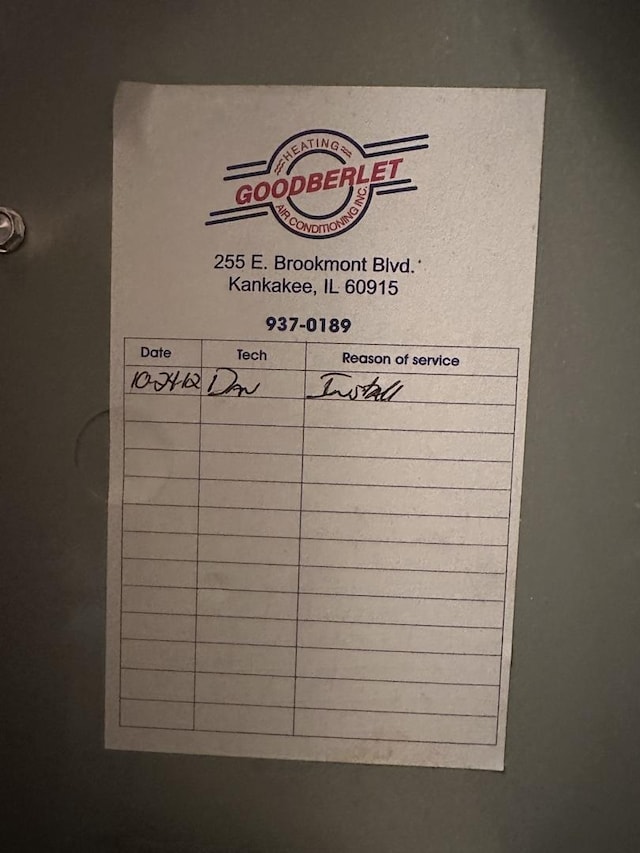 HEATING
GOODBERLET
AIR CONDITIONING INC.
255 E. Brookmont Blvd.
Kankakee, IL 60915
937-0189
Date Tech Reason of service
10-24-12 Dan Install